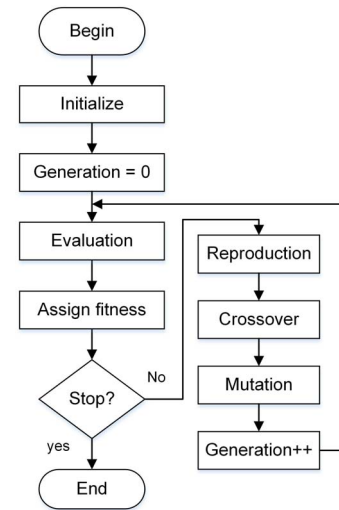 Begin
Initialize
Generation = 0
Evaluation
Assign fitness
Stop?
No
yes
End
Reproduction
Crossover
Mutation
Generation++